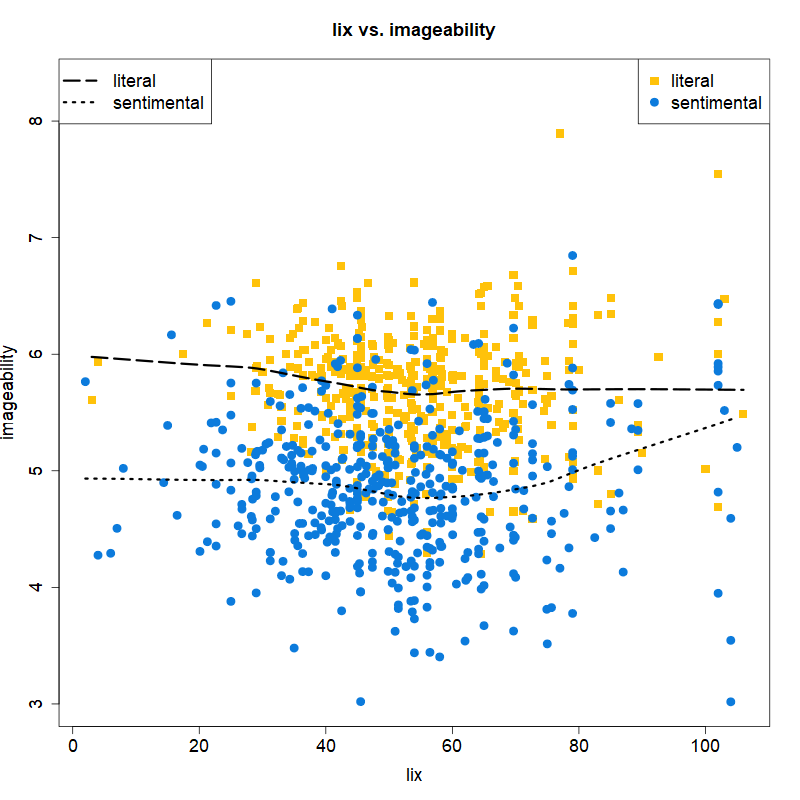 lix vs. imageability
literal
sentimental
literal
sentimental
imageability
8
7
6
5
4
3
0 20 40 60 80 100
lix